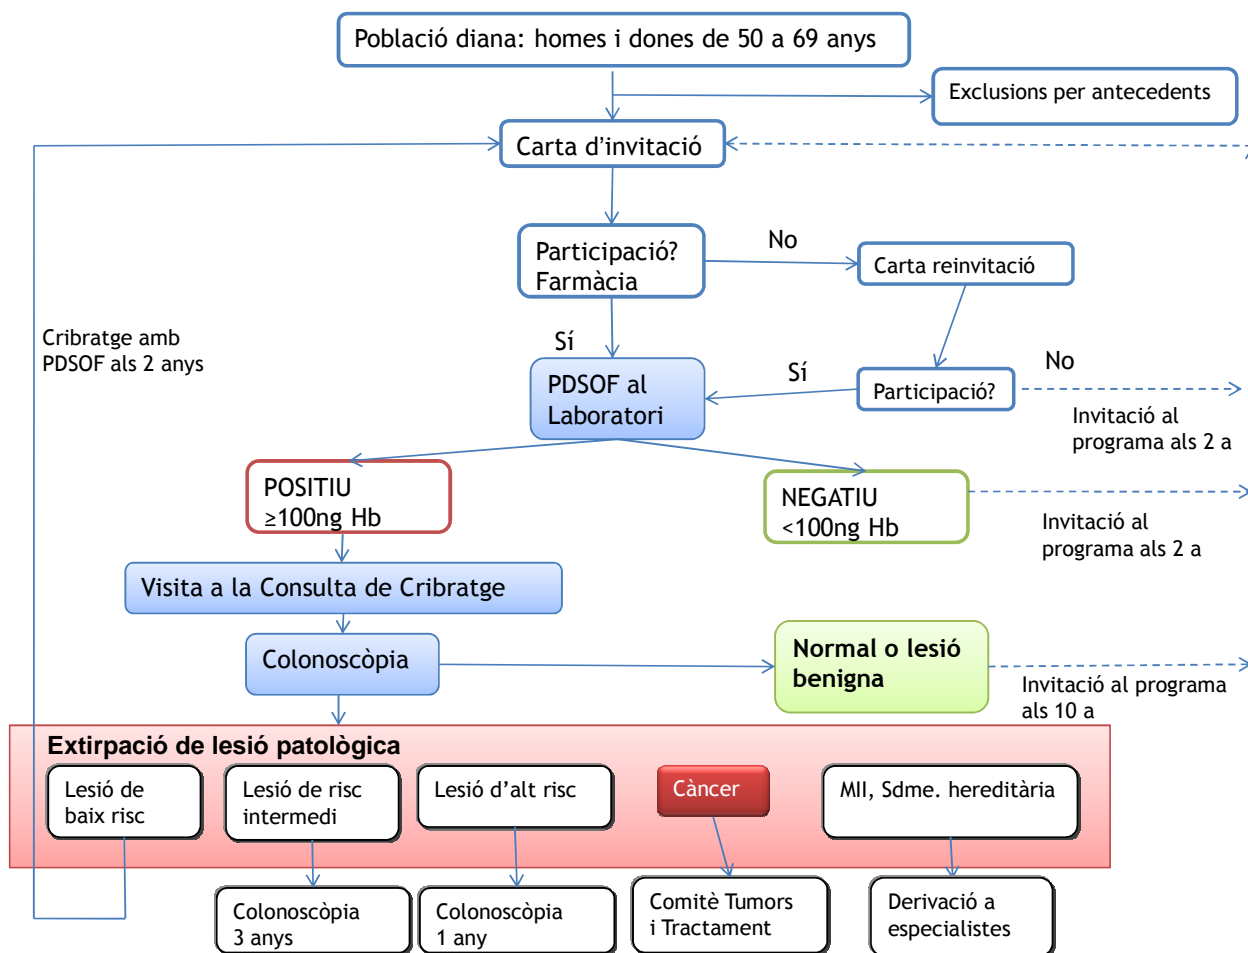 Població diana: homes i dones de 50 a 69 anys
Exclusions per antecedents
Carta d’invitació
Participació?
Farmàcia
No
Carta reinvitació
Cribratge amb
PDSOF als 2 anys
Sí
PDSOF al
Laboratori
Sí
Participació?
No
Invitació al
programa als 2 a
POSITIU
≥100ng Hb
NEGATIU
<100ng Hb
Invitació al
programa als 2 a
Visita a la Consulta de Cribratge
Colonoscòpia
Normal o lesió
benigna
Invitació al programa
als 10 a
Extirpació de lesió patològica
Lesió de
baix risc
Lesió de risc
intermedi
Lesió d’alt risc
Càncer
MII, Sdme. hereditària
Colonoscòpia
3 anys
Colonoscòpia
1 any
Comitè Tumors
i Tractament
Derivació a
especialistes